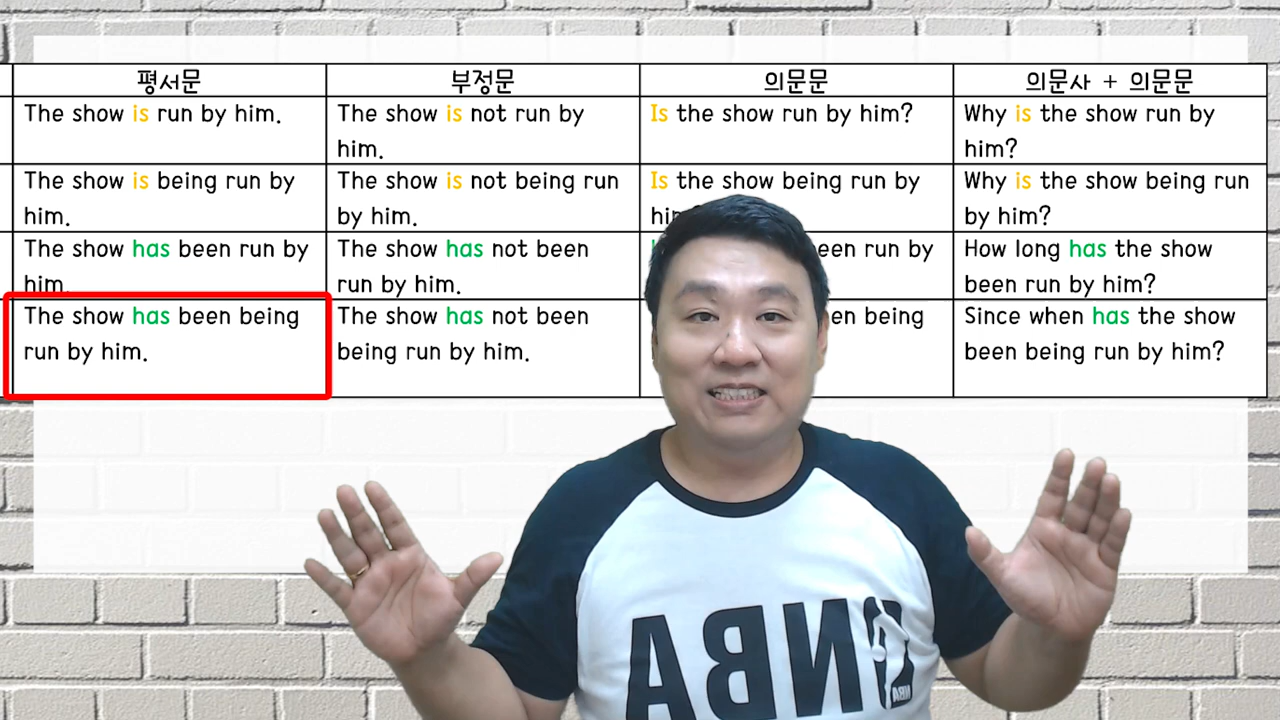 평서문
부정문
의문문
의문사 + 의문문
The show is run by him.
The show is not run by
him.
Is the show run by him?
Why is the show run by
him?
The show is being run by
him.
The show is not being run
by him.
Is the show being run by
Why is the show being run
by him?
The show has been run by
him.
The show has not been
run by him.
een run by
How long has the show
been run by him?
The show has been being
run by him.
The show has not been
being run by him.
en being
Since when has the show
been being run by him?
NBA
NBA